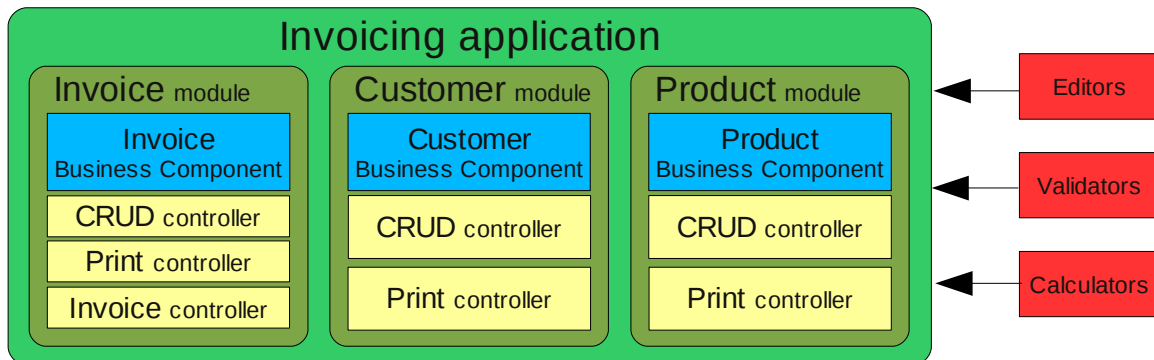 Invoicing application
Invoice module
Invoice
Business Component
CRUD controller
Print controller
Invoice controller
Customer module
Customer
Business Component
CRUD controller
Print controller
Product module
Product
Business Component
CRUD controller
Print controller
Editors
Validators
Calculators